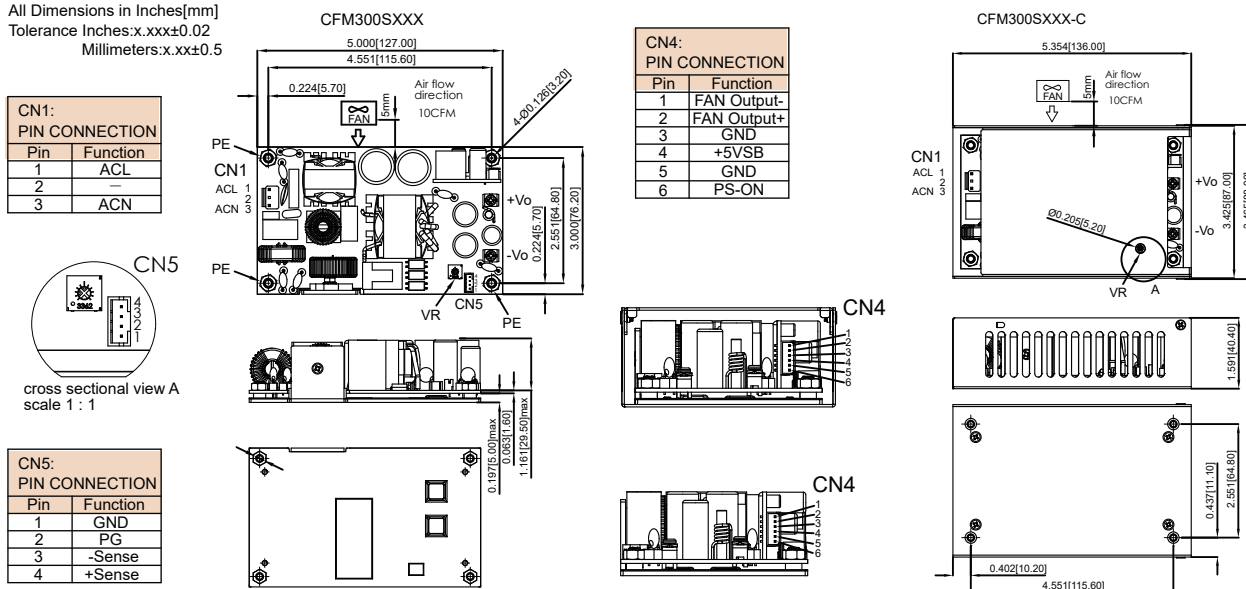 All Dimensions in Inches[mm]
Tolerance Inches:x.xxx±0.02
Millimeters:x.xx±0.5
CN1:
PIN CONNECTION
Pin Function
1 ACL
2 —
3 ACN
CN5
4
3
2
1
3362
cross sectional view A
scale 1 : 1
CN5:
PIN CONNECTION
Pin Function
1 GND
2 PG
3 -Sense
4 +Sense
CFM300SXXX
5.000[127.00]
4.551[115.60]
0.224[5.70]
FAN
5mm
Air flow
direction
10CFM
4-Ø0.126[3.20]
PE
CN1
ACL 1
2
ACN 3
PE
+Vo
-Vo
0.224[5.70]
2.551[64.80]
3.000[76.20]
VR
CN5
PE
0.197[5.00]max
0.063[1.60]
1.161[29.50]max
CN4:
PIN CONNECTION
Pin Function
1 FAN Output-
2 FAN Output+
3 GND
4 +5VSB
5 GND
6 PS-ON
CN4
1
2
3
4
5
6
CN4
1
2
3
4
5
6
CFM300SXXX-C
5.354[136.00]
FAN
5mm
Air flow
direction
10CFM
CN1
ACL 1
2
ACN 3
+Vo
-Vo
Ø0.205[5.20]
3.425[87.00]
VR
A
1.591[40.40]
0.437[11.10]
2.551[64.80]
0.402[10.20]
4.551[115.60]